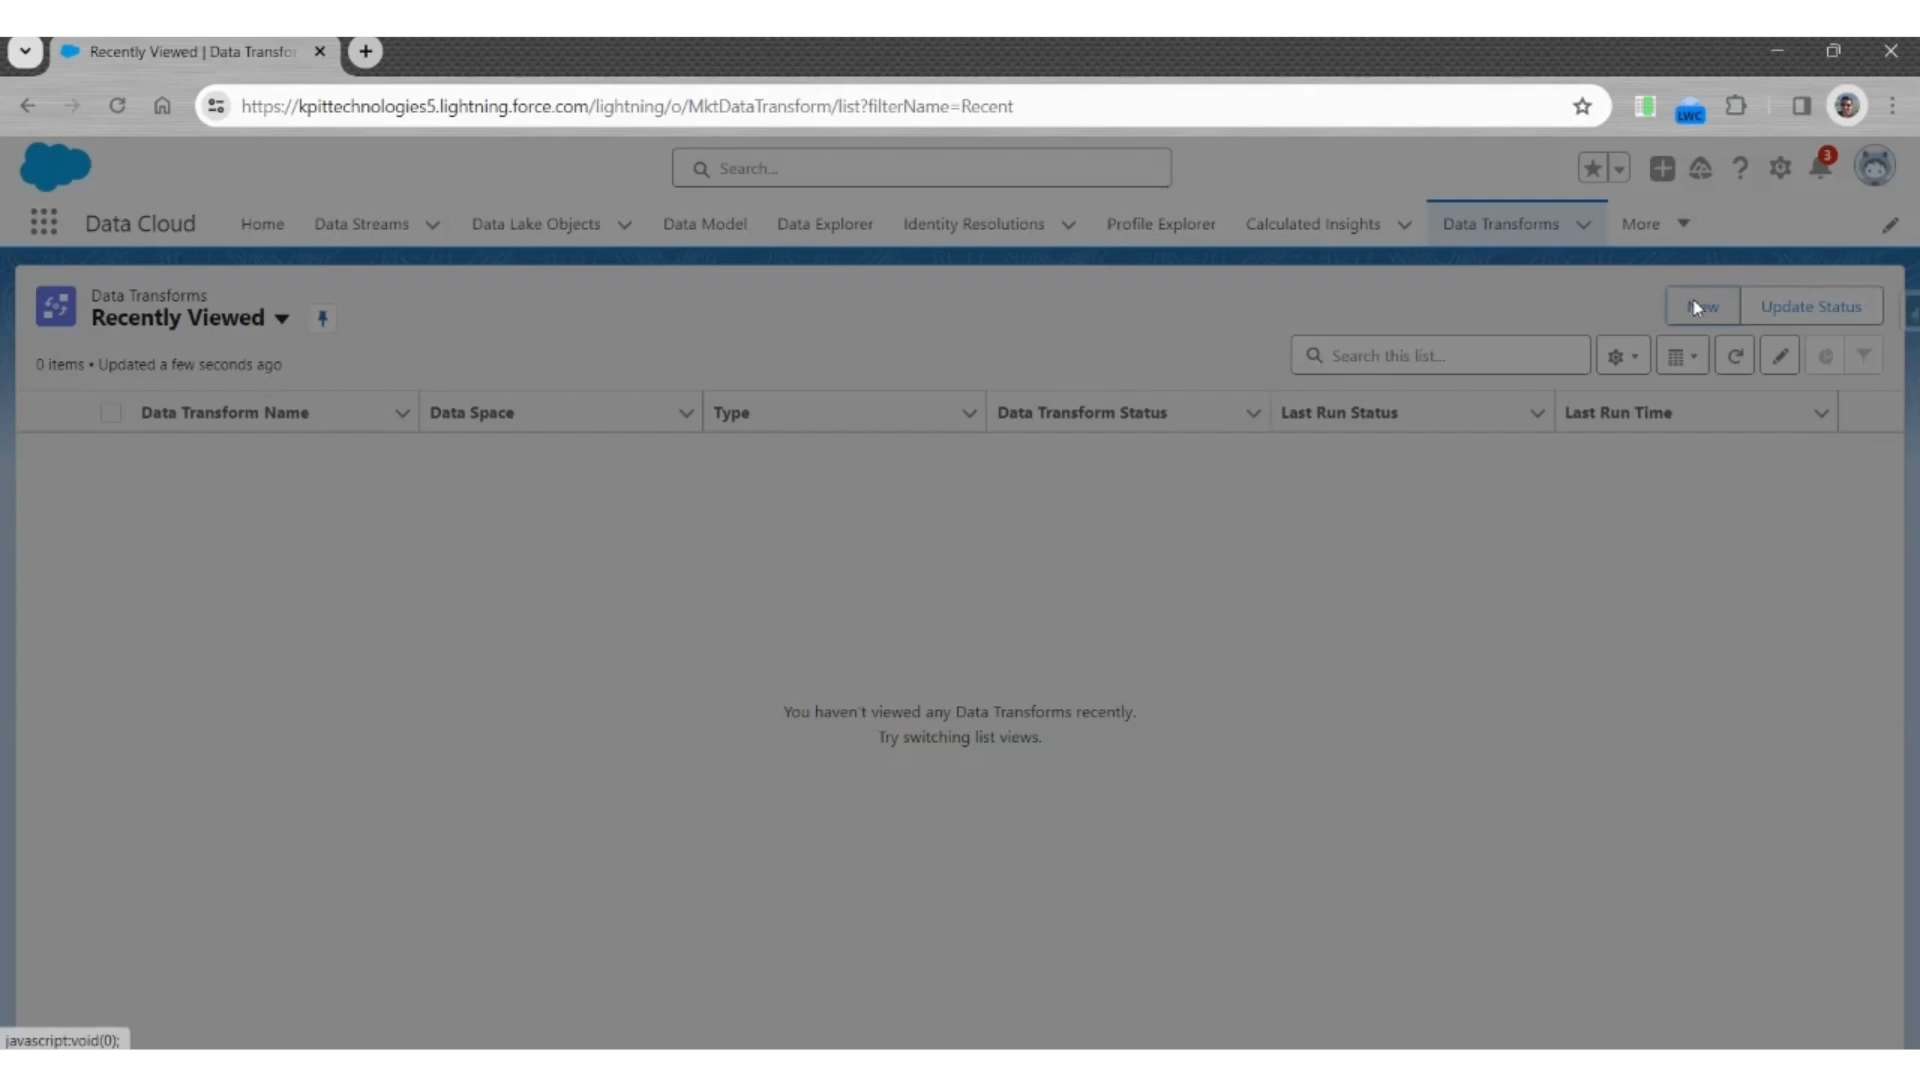 Recently Viewed | Data Transfor
https://kpittechnologies5.lightning.force.com/lightning/o/MktDataTransform/list?filterName=Recent
LWC
Search...
3
Data Cloud Home Data Streams Data Lake Objects Data Model Data Explorer Identity Resolutions Profile Explorer Calculated Insights Data Transforms More
Data Transforms
Recently Viewed
New Update Status
0 items • Updated a few seconds ago
Search this list...
Data Transform Name Data Space Type Data Transform Status Last Run Status Last Run Time
You haven't viewed any Data Transforms recently.
Try switching list views.
javascript:void(0);